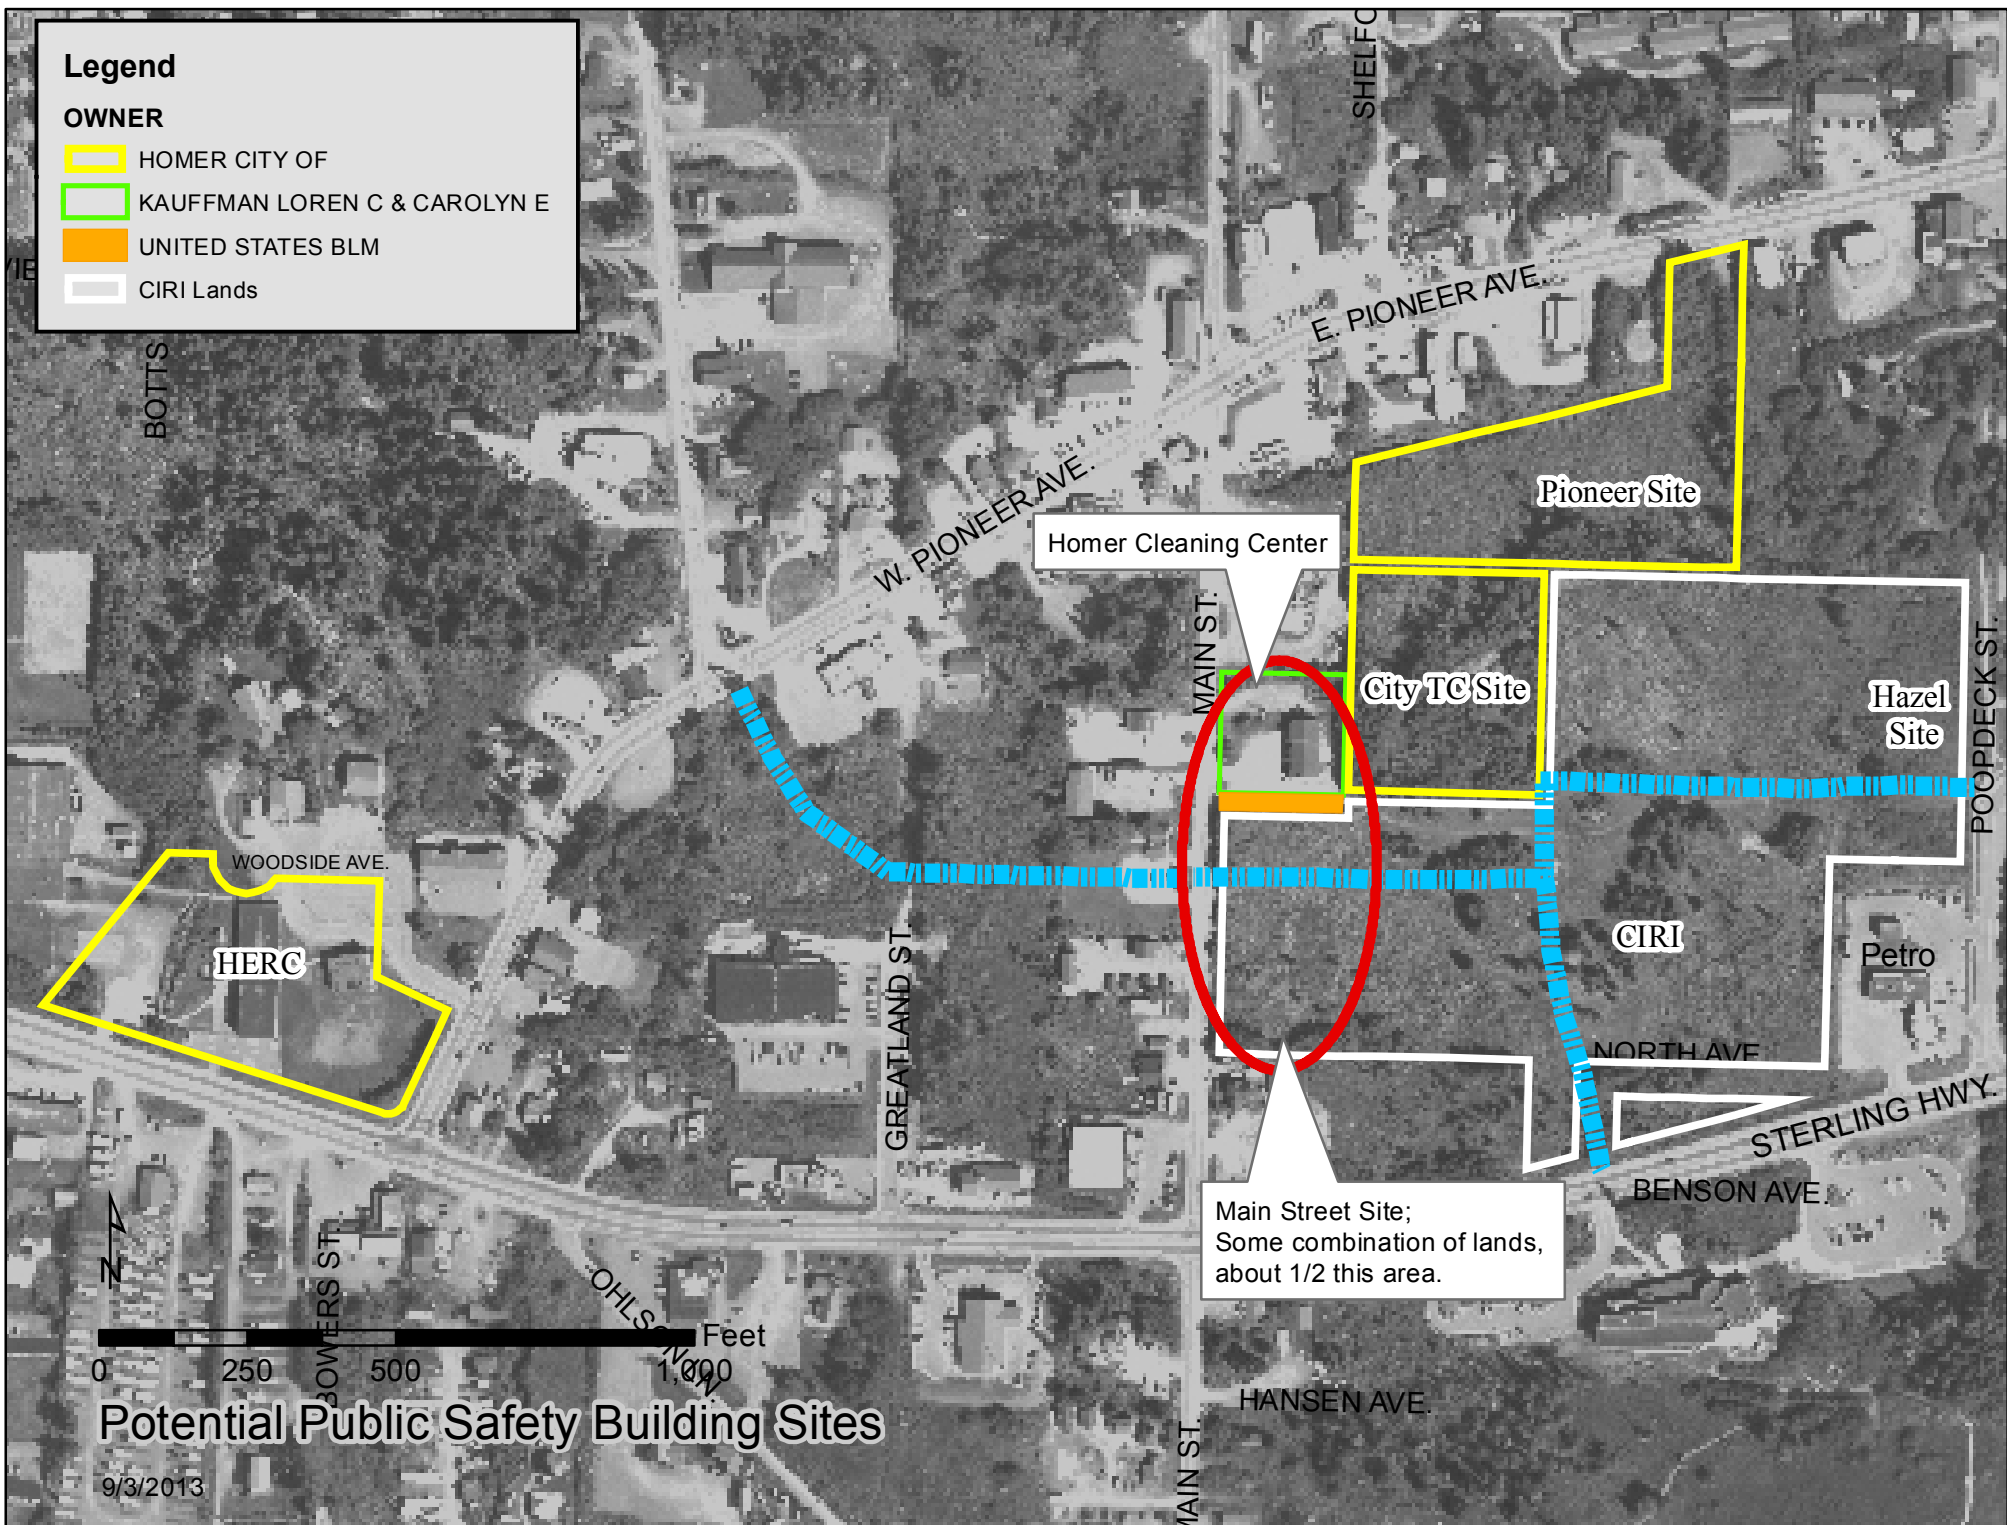 Legend
OWNER
HOMER CITY OF
KAUFFMAN LOREN C & CAROLYN E
UNITED STATES BLM
CIRI Lands
BOTTS
E. PIONEER AVE.
W. PIONEER AVE.
Pioneer Site
Homer Cleaning Center
MAIN ST.
City TC Site
Hazel
Site
POOPDECK ST.
WOODSIDE AVE.
HERC
GREATLAND ST.
CIRI
Petro
NORTH AVE
STERLING HWY.
BENSON AVE.
Main Street Site;
Some combination of lands,
about 1/2 this area.
N
BOWERS ST.
OHLSON LN.
HANSEN AVE.
MAIN ST.
Feet
0 250 500 1,000
Potential Public Safety Building Sites
9/3/2013